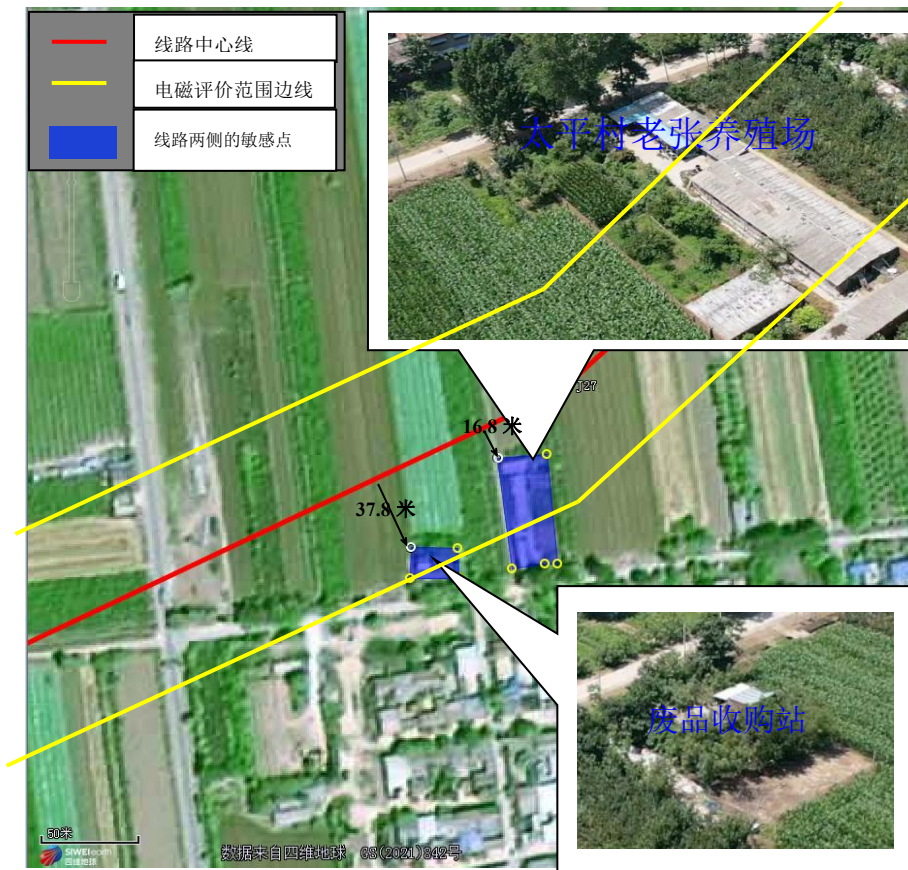 线路中心线
电磁评价范围边线
线路两侧的敏感点
太平村老张养殖场
J27
16.8 米
37.8 米
废品收购站
50米
SIWEI earth
四维地球
数据来自四维地球 GS(2021)842号